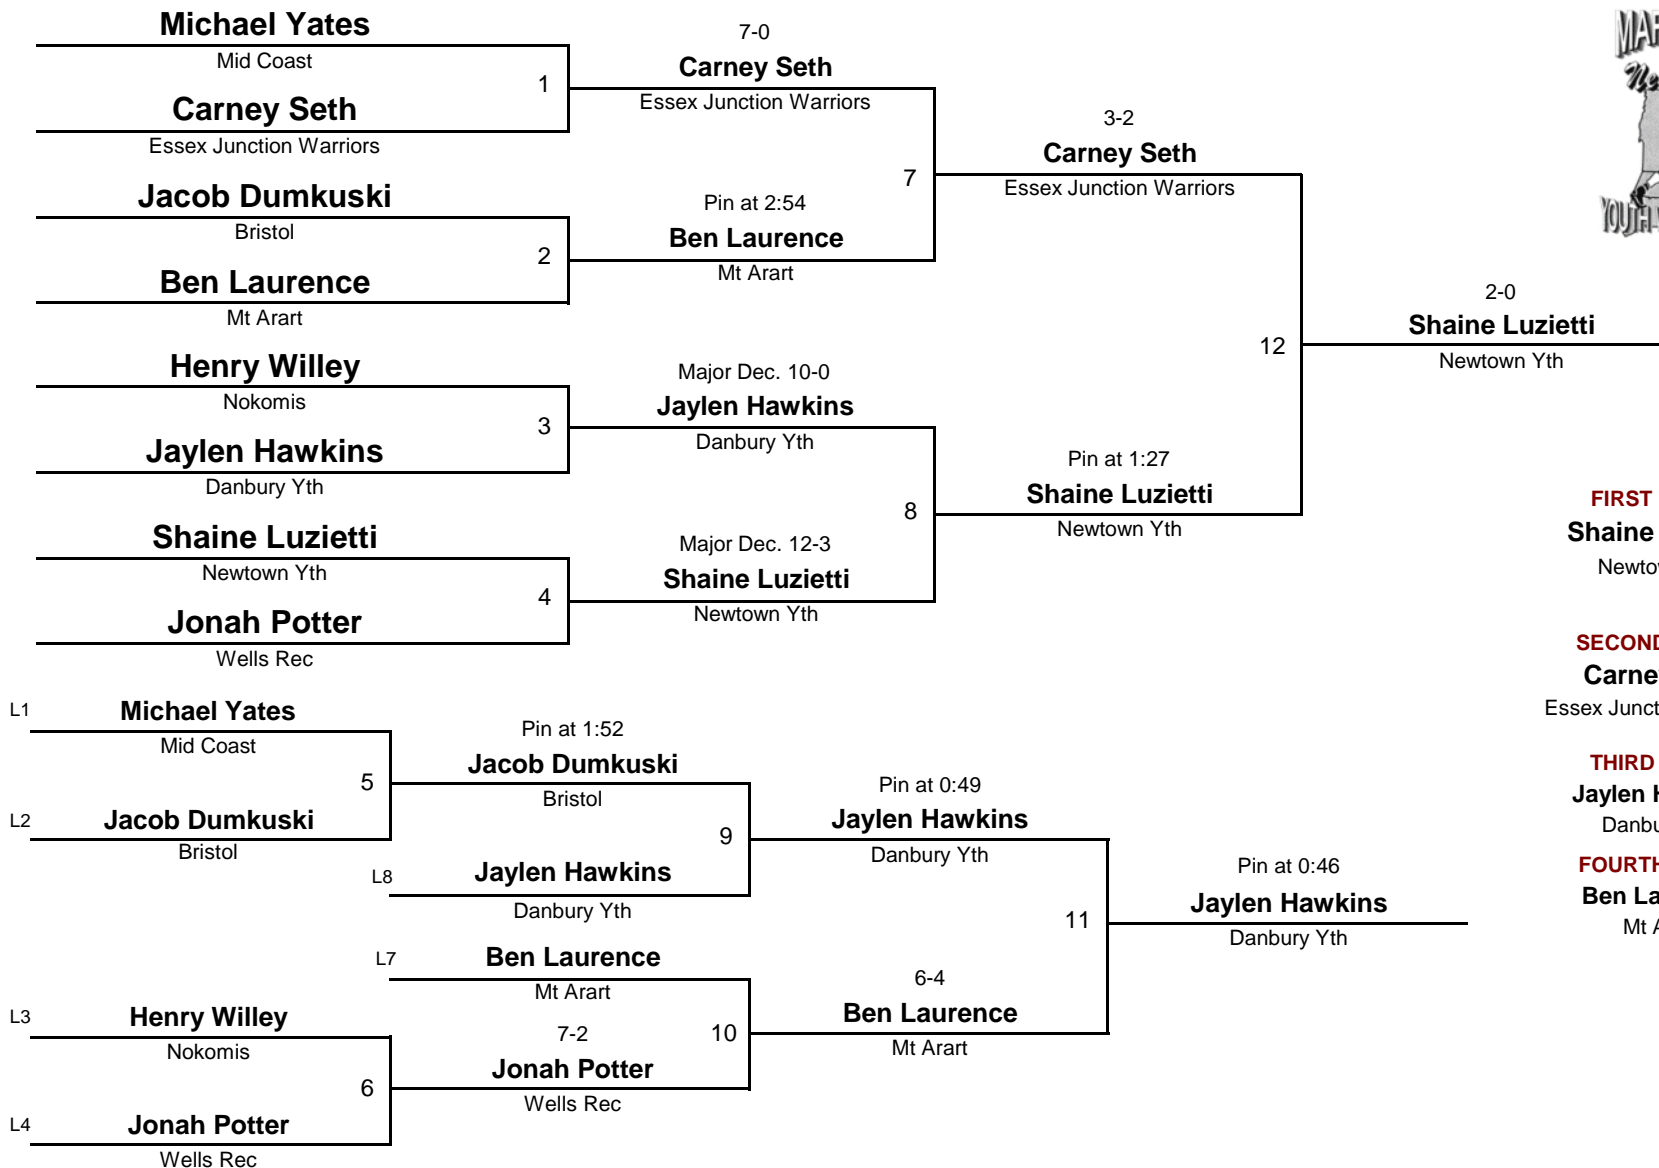 Michael Yates
Mid Coast
1
Carney Seth
Essex Junction Warriors
Jacob Dumkuski
Bristol
2
Ben Laurence
Mt Arart
Henry Willey
Nokomis
3
Jaylen Hawkins
Danbury Yth
Shaine Luzietti
Newtown Yth
4
Jonah Potter
Wells Rec
7-0
Carney Seth
Essex Junction Warriors
7
Pin at 2:54
Ben Laurence
Mt Arart
Major Dec. 10-0
Jaylen Hawkins
Danbury Yth
8
Major Dec. 12-3
Shaine Luzietti
Newtown Yth
3-2
Carney Seth
Essex Junction Warriors
12
Pin at 1:27
Shaine Luzietti
Newtown Yth
2-0
Shaine Luzietti
Newtown Yth
L1
Michael Yates
Mid Coast
5
L2
Jacob Dumkuski
Bristol
Pin at 1:52
Jacob Dumkuski
Bristol
9
L8
Jaylen Hawkins
Danbury Yth
L7
Ben Laurence
Mt Arart
10
L3
Henry Willey
Nokomis
6
L4
Jonah Potter
Wells Rec
7-2
Jonah Potter
Wells Rec
Pin at 0:49
Jaylen Hawkins
Danbury Yth
11
6-4
Ben Laurence
Mt Arart
Pin at 0:46
Jaylen Hawkins
Danbury Yth
FIRST
Shaine
SECOND
Essex
THIRD
Jaylen
FOURTH
Ben
Mt